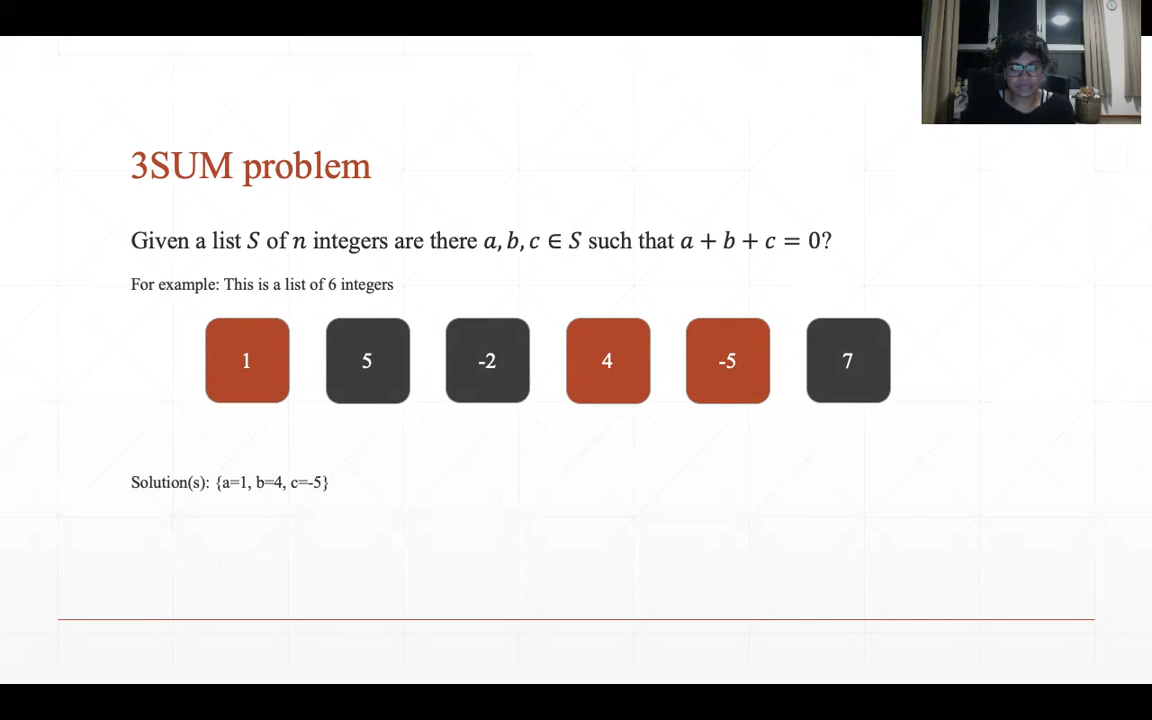 3SUM problem
Given a list S of n integers are there a, b, c ∈ S such that a + b + c = 0?
For example: This is a list of 6 integers
1 5 -2 4 -5 7
Solution(s): {a=1, b=4, c=-5}